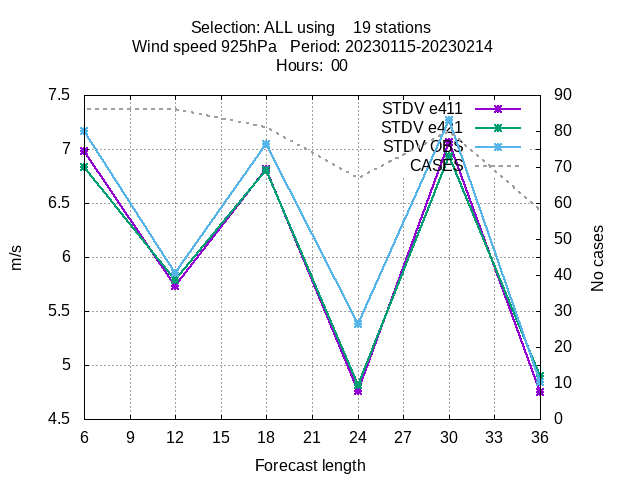 Selection: ALL using    19 stations
Wind speed 925hPa   Period: 20230115-20230214
Hours:  00
7.5
7
6.5
6
5.5
5
4.5
m/s
STDV e411
STDV e421
STDV OBS
CASES
90
80
70
60
50
40
30
20
10
0
No cases
6 9 12 15 18 21 24 27 30 33 36
Forecast length